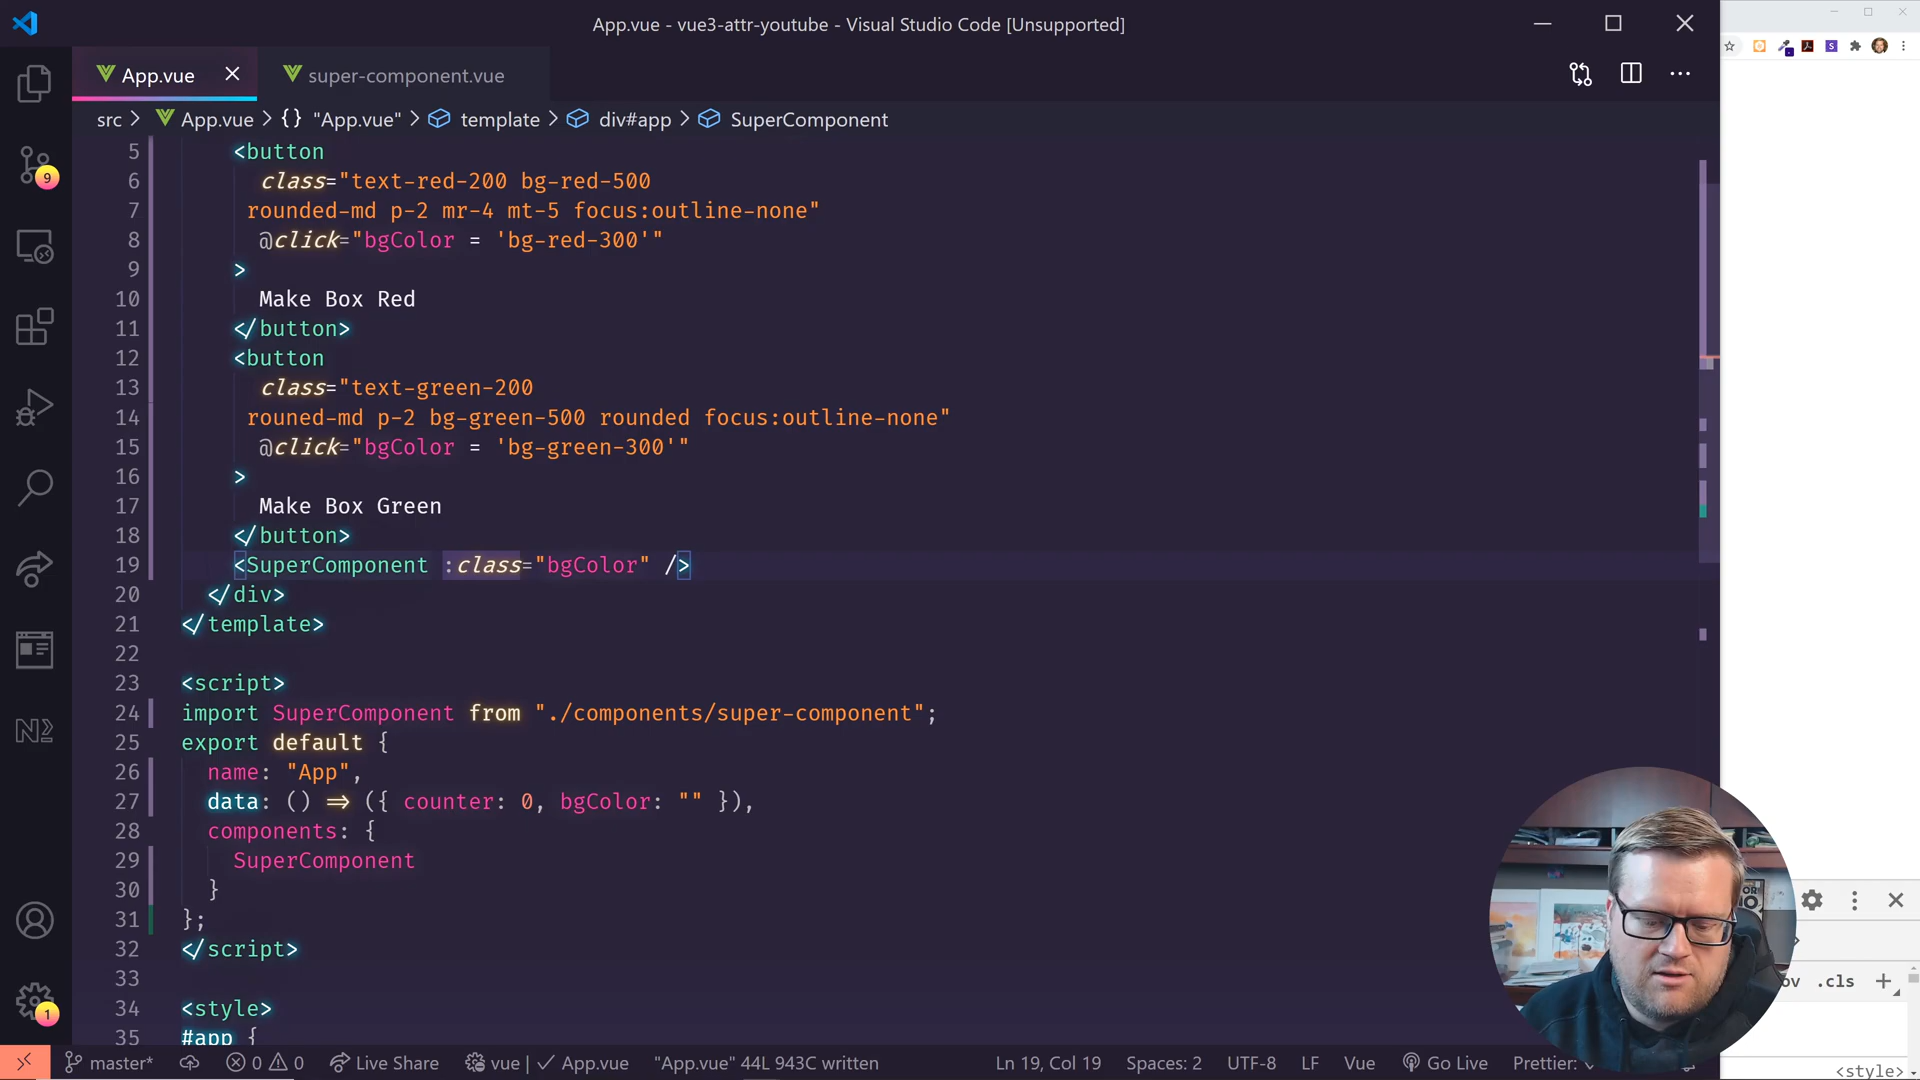 App.vue - vue3-attr-youtube - Visual Studio Code [Unsupported]
App.vue super-component.vue
src > App.vue > {} "App.vue" > template > div#app > SuperComponent
5 <button
6 class="text-red-200 bg-red-500
7 rounded-md p-2 mr-4 mt-5 focus:outline-none"
8 @click="bgColor = 'bg-red-300'"
9 >
10 Make Box Red
11 </button>
12 <button
13 class="text-green-200
14 rouned-md p-2 bg-green-500 rounded focus:outline-none"
15 @click="bgColor = 'bg-green-300'"
16 >
17 Make Box Green
18 </button>
19 <SuperComponent :class="bgColor" />
20 </div>
21 </template>
22
23 <script>
24 import SuperComponent from "./components/super-component";
25 export default {
26 name: "App",
27 data: () => ({ counter: 0, bgColor: "" }),
28 components: {
29 SuperComponent
30 }
31 };
32 </script>
33
34 <style>
35 #app {
9
N
1
.cls +
master* 0 0 Live Share vue | ✓ App.vue "App.vue" 44L 943C written Ln 19, Col 19 Spaces: 2 UTF-8 LF Vue Go Live Prettier:
<style>